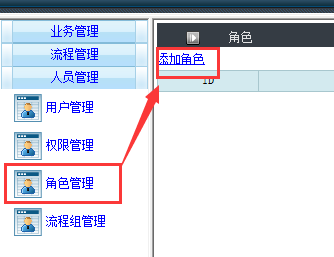 业务管理
流程管理
人员管理
用户管理
权限管理
角色管理
流程组管理
角色
添加角色
ID